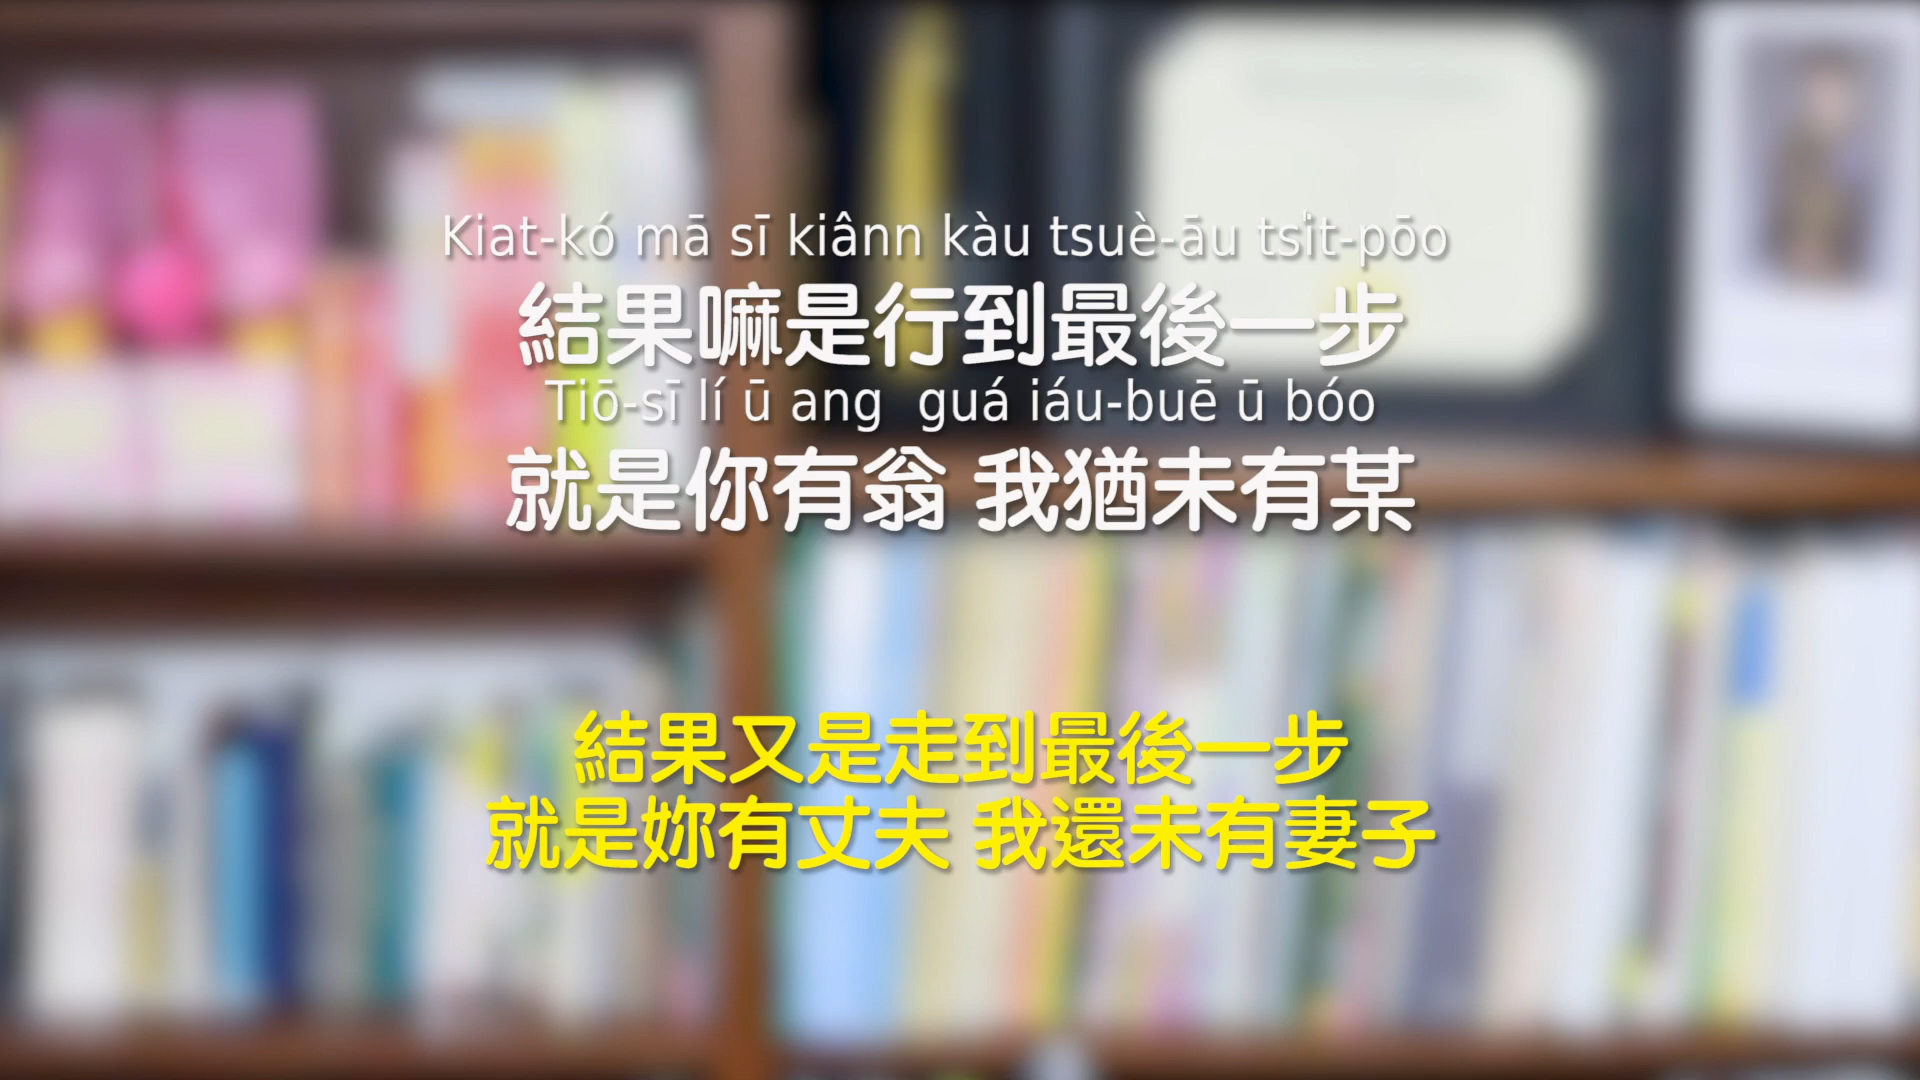 Kiat-kó mā sī kiânn kàu tsuè-āu tsi̍t-pōo
結果嘛是行到最後一步
Tiō-sī lí ū ang  guá iáu-buē ū bóo
就是你有翁 我猶未有某
結果又是走到最後一步
就是妳有丈夫 我還未有妻子